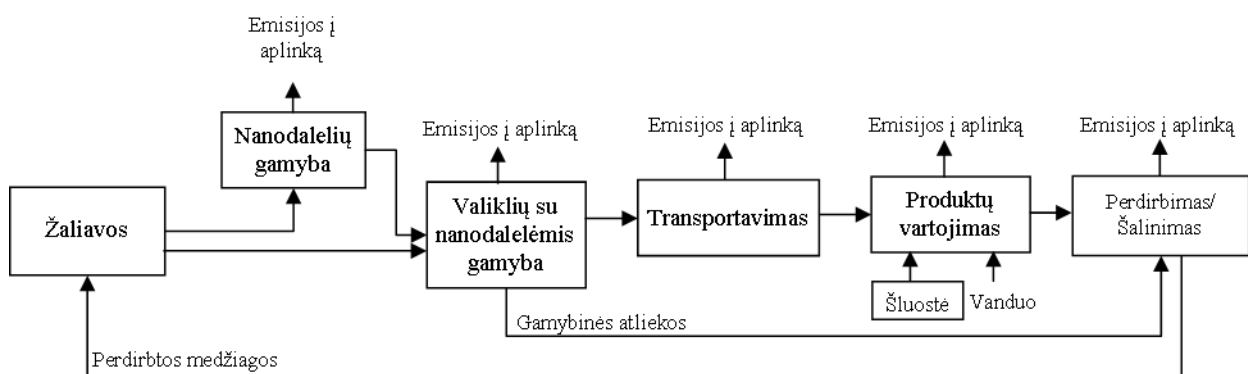 Emisijos į
aplinką
Nanodalelių
gamyba
Emisijos į aplinką
Emisijos į aplinką
Emisijos į aplinką
Emisijos į aplinką
Žaliavos
Valiklių su
nanodalelėmis
gamyba
Transportavimas
Produktų
vartojimas
Perdirbimas/
Šalinimas
Šluostė
Vanduo
Gamybinės atliekos
Perdirbtos medžiagos